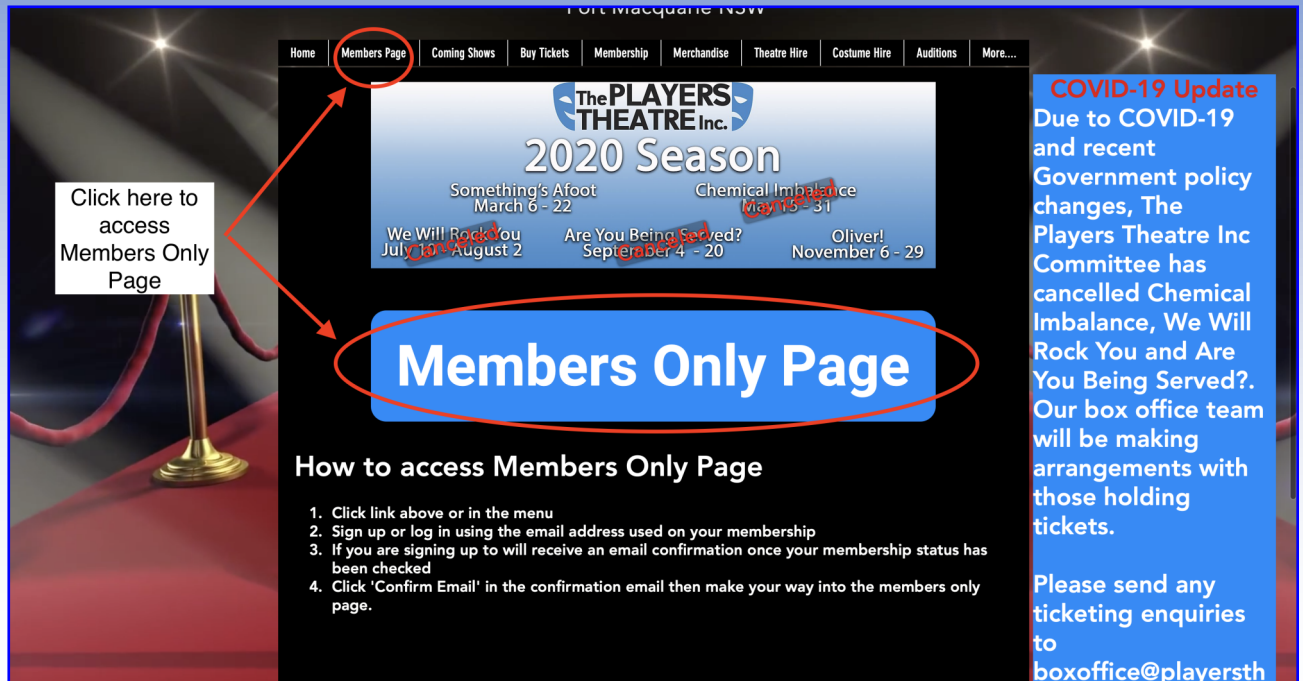 Port Macquarie NSW
Home
Members Page
Coming Shows
Buy Tickets
Membership
Merchandise
Theatre Hire
Costume Hire
Auditions
More....
The PLAYERS
THEATRE Inc.
2020 Season
Something's Afoot
March 6 - 22
Chemical Imbalance
May 15 - 31
Canceled
We Will Rock You
July 10 - August 2
Canceled
Are You Being Served?
September 4 - 20
Canceled
Oliver!
November 6 - 29
Click here to
access
Members Only
Page
Members Only Page
How to access Members Only Page
1. Click link above or in the menu
2. Sign up or log in using the email address used on your membership
3. If you are signing up to will receive an email confirmation once your membership status has
been checked
4. Click 'Confirm Email' in the confirmation email then make your way into the members only
page.
COVID-19 Update
Due to COVID-19
and recent
Government policy
changes, The
Players Theatre Inc
Committee has
cancelled Chemical
Imbalance, We Will
Rock You and Are
You Being Served?.
Our box office team
will be making
arrangements with
those holding
tickets.
Please send any
ticketing enquiries
to
boxoffice@playersth